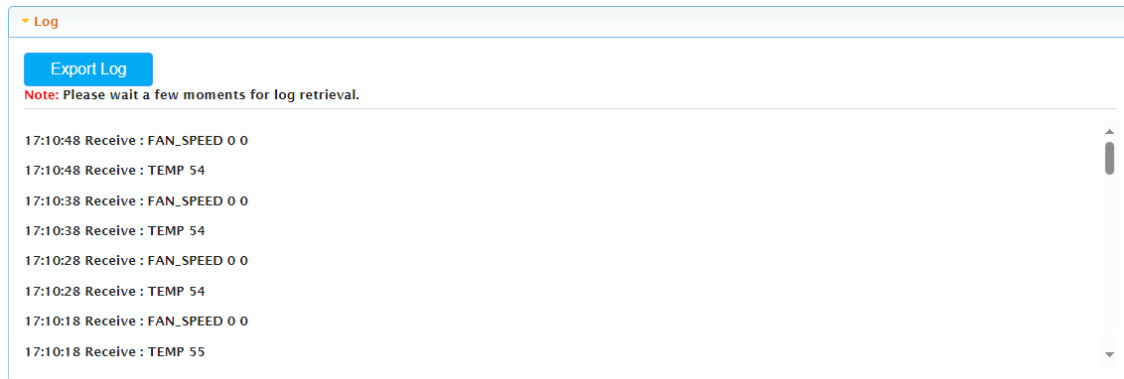 Log
Export Log
Note: Please wait a few moments for log retrieval.
17:10:48 Receive : FAN_SPEED 0 0
17:10:48 Receive : TEMP 54
17:10:38 Receive : FAN_SPEED 0 0
17:10:38 Receive : TEMP 54
17:10:28 Receive : FAN_SPEED 0 0
17:10:28 Receive : TEMP 54
17:10:18 Receive : FAN_SPEED 0 0
17:10:18 Receive : TEMP 55